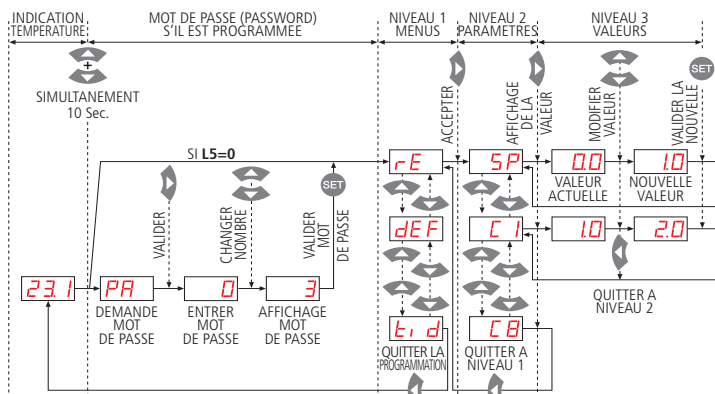 INDICATION
TEMPERATURE
MOT DE PASSE (PASSWORD)
S'IL EST PROGRAMMEE
NIVEAU 1
MENUS
NIVEAU 2
PARAMETRES
NIVEAU 3
VALEURS
+
SIMULTANEMENT
10 Sec.
ACCEPTER
AFFICHAGE
DE LA
VALEUR
MODIFIER
VALEUR
SET
VALIDER LA
NOUVELLE
SI L5=0
VALIDER
CHANGER
NOMBRE
SET
VALIDER
MOT
DE PASSE
rE
SP
0.0
1.0
VALEUR
ACTUELLE
NOUVELLE
VALEUR
dEF
C1
1.0
2.0
QUITTER A
NIVEAU 2
23.1
PA
0
3
DEMANDE
MOT
DE PASSE
ENTRER
MOT
DE PASSE
AFFICHAGE
MOT
DE PASSE
tid
C8
QUITTER LA
PROGRAMMATION
QUITTER A
NIVEAU 1